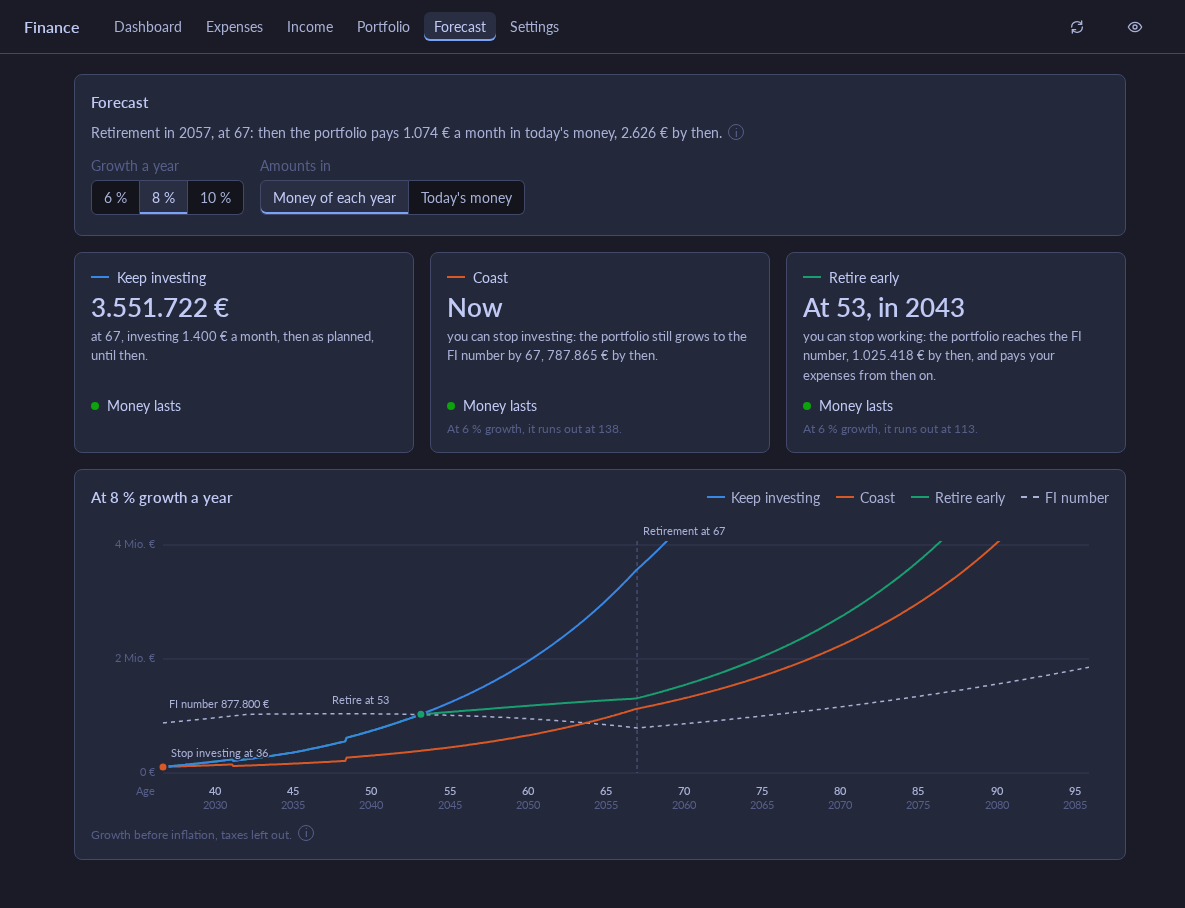 Finance Dashboard Expenses Income Portfolio Forecast Settings
Forecast
Retirement in 2057, at 67: then the portfolio pays 1.074 € a month in today's money, 2.626 € by then.
Growth a year Amounts in
6 % 8 % 10 % Money of each year Today's money
Keep investing
3.551.722 €
at 67, investing 1.400 € a month, then as planned,
until then.
Money lasts
Coast
Now
you can stop investing: the portfolio still grows to the
FI number by 67, 787.865 € by then.
Money lasts
At 6 % growth, it runs out at 138.
Retire early
At 53, in 2043
you can stop working: the portfolio reaches the FI
number, 1.025.418 € by then, and pays your
expenses from then on.
Money lasts
At 6 % growth, it runs out at 113.
At 8 % growth a year Keep investing Coast Retire early FI number
Retirement at 67
4 Mio. €
2 Mio. €
FI number 877.800 € Retire at 53
Stop investing at 36
0 €
Age 40 45 50 55 60 65 70 75 80 85 90 95
2030 2035 2040 2045 2050 2055 2060 2065 2070 2075 2080 2085
Growth before inflation, taxes left out.